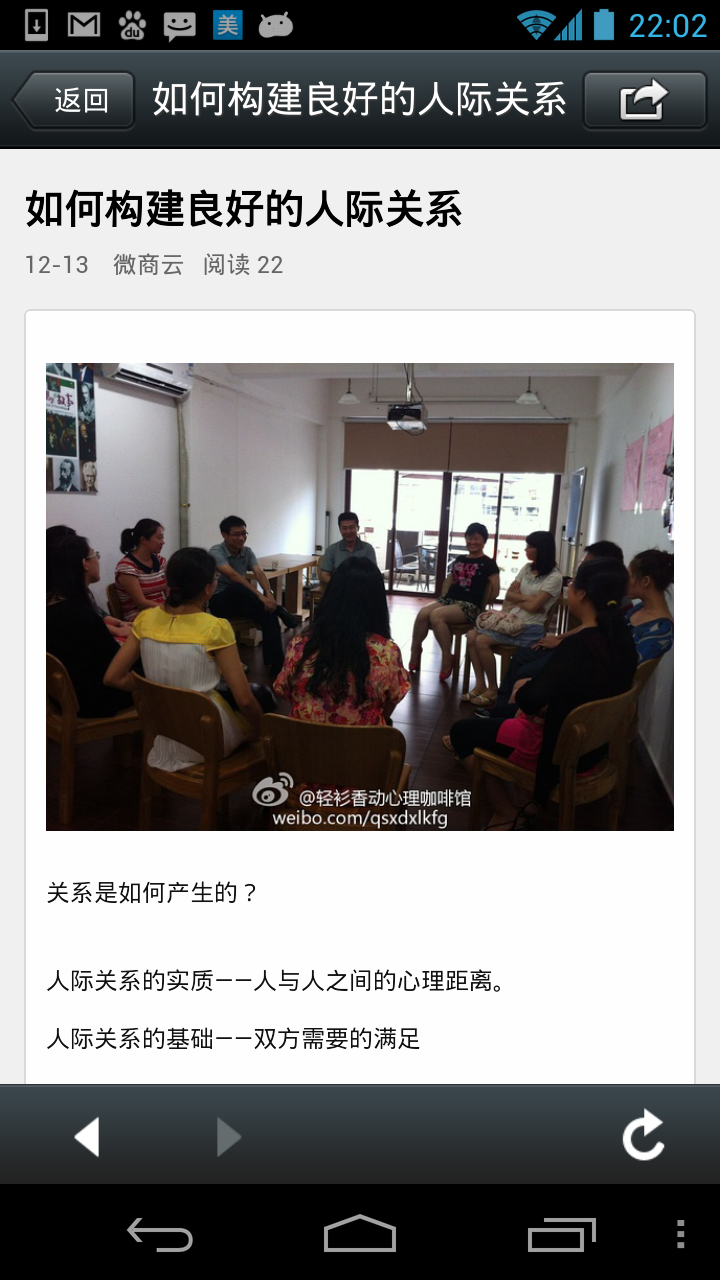 du
美
22:02
返回
如何构建良好的人际关系
如何构建良好的人际关系
12-13 微商云 阅读 22
故事
@轻衫香动心理咖啡馆
weibo.com/qsxdxlkfg
关系是如何产生的？
人际关系的实质——人与人之间的心理距离。
人际关系的基础——双方需要的满足